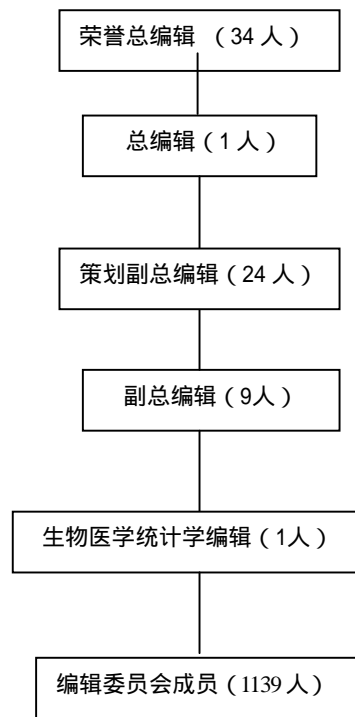 荣誉总编辑 （34 人）
总编辑（1 人）
策划副总编辑（24 人）
副总编辑（9人）
生物医学统计学编辑（1人）
编辑委员会成员（1139 人）